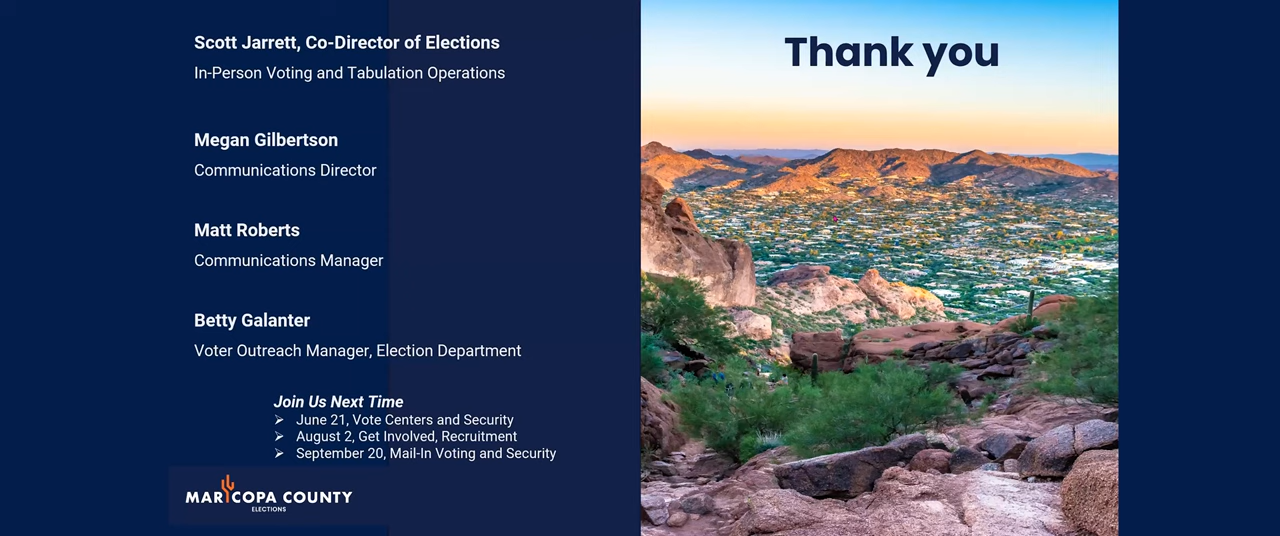 Scott Jarrett, Co-Director of Elections
In-Person Voting and Tabulation Operations
Megan Gilbertson
Communications Director
Matt Roberts
Communications Manager
Betty Galanter
Voter Outreach Manager, Election Department
Join Us Next Time
➢ June 21, Vote Centers and Security
➢ August 2, Get Involved, Recruitment
➢ September 20, Mail-In Voting and Security
MARICOPA COUNTY
ELECTIONS
Thank you